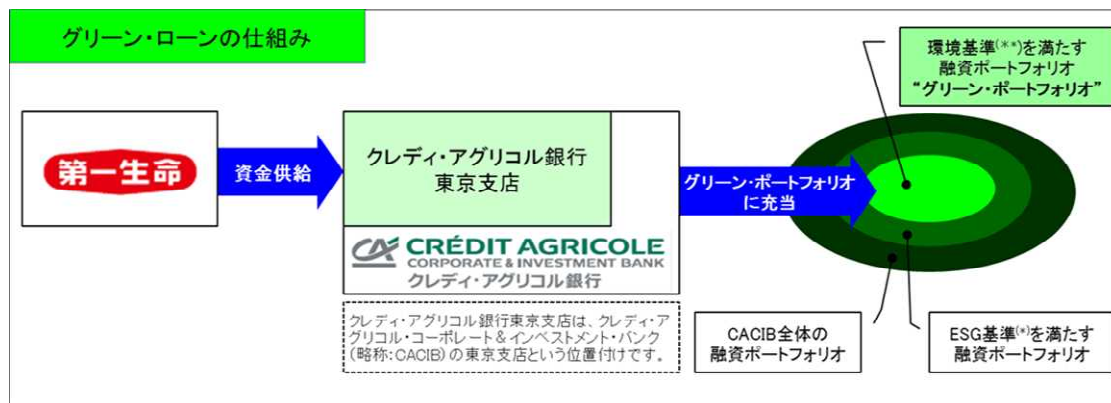 グリーン・ローンの仕組み
環境基準(**)を満たす
融資ポートフォリオ
“グリーン・ポートフォリオ”
第一生命
資金供給
クレディ・アグリコル銀行
東京支店
グリーン・ポートフォリオ
に充当
CA CRÉDIT AGRICOLE
CORPORATE & INVESTMENT BANK
クレディ・アグリコル銀行
クレディ・アグリコル銀行東京支店は、クレディ・ア
グリコル・コーポレート&インベストメント・バンク
(略称:CACIB)の東京支店という位置付けです。
CACIB全体の
融資ポートフォリオ
ESG基準(*)を満たす
融資ポートフォリオ